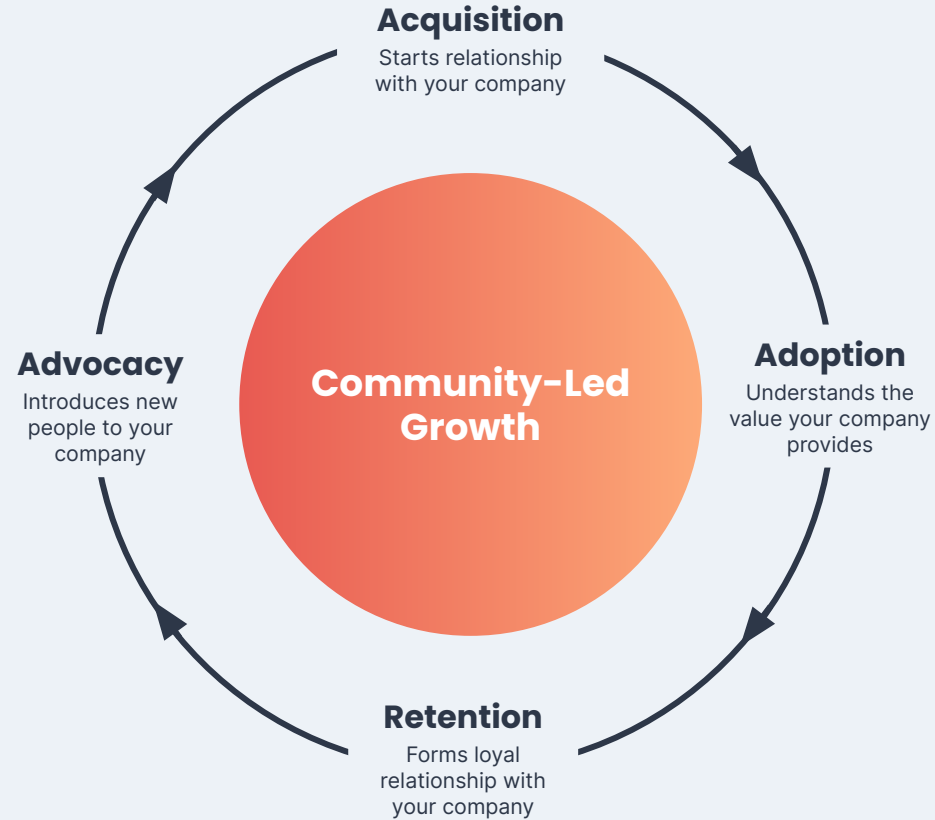 Acquisition
Starts relationship
with your company
Adoption
Understands the
value your company
provides
Retention
Forms loyal
relationship with
your company
Advocacy
Introduces new
people to your
company
Community-Led
Growth